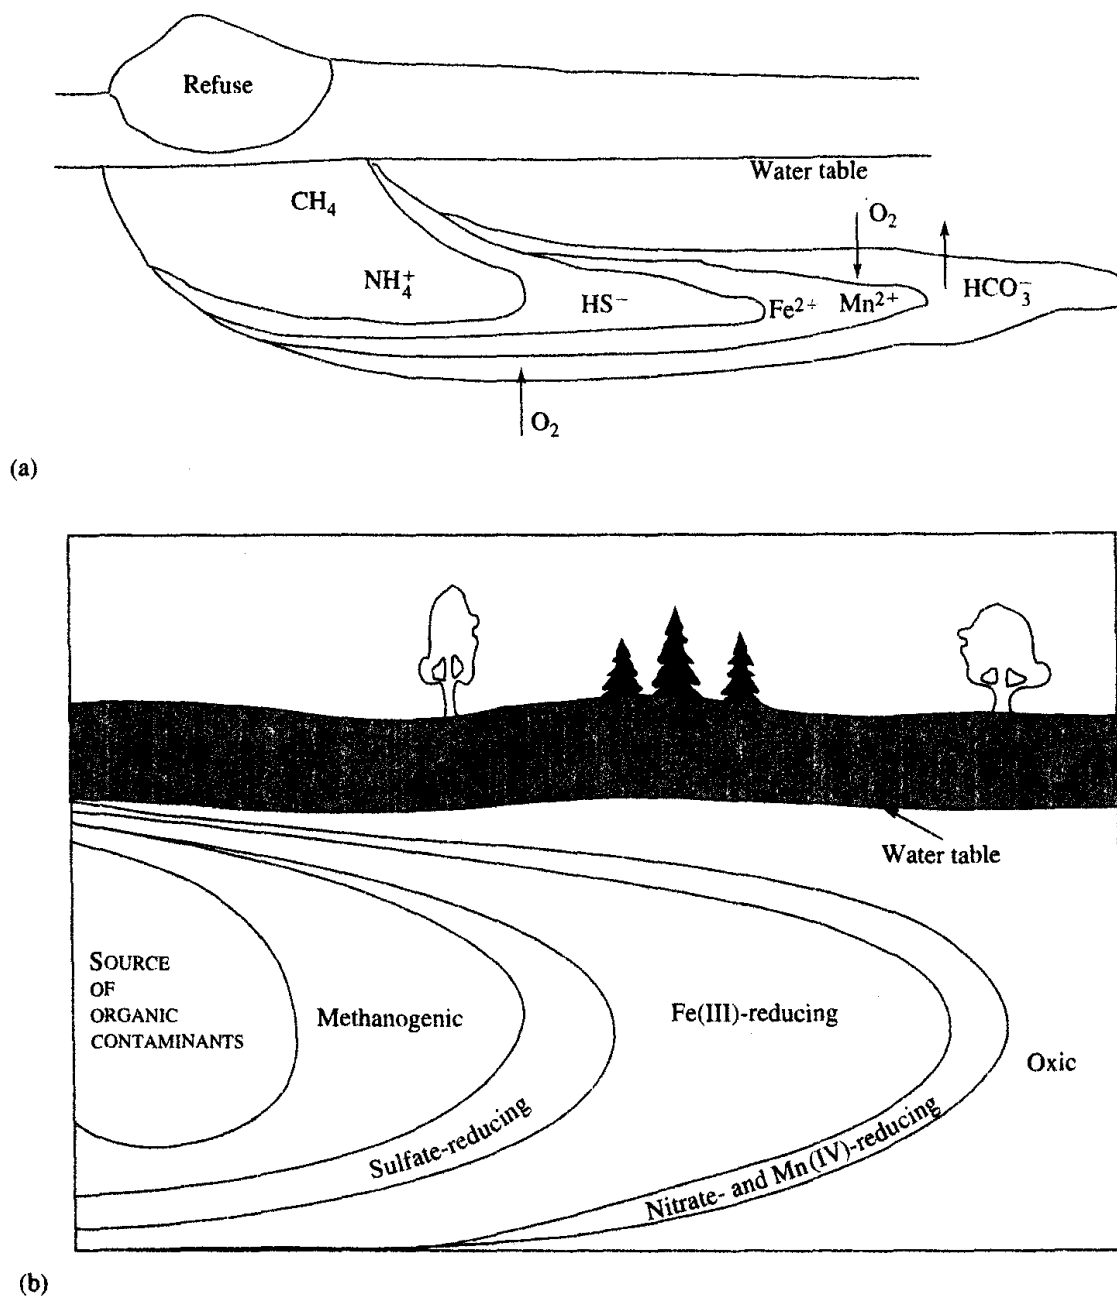 Refuse
Water table
CH₄
O₂
NH₄⁺
HS⁻
Fe²⁺
Mn²⁺
HCO₃⁻
O₂
(a)
Water table
SOURCE
OF
ORGANIC
CONTAMINANTS
Methanogenic
Fe(III)-reducing
Oxic
Sulfate-reducing
Nitrate- and Mn(IV)-reducing
(b)